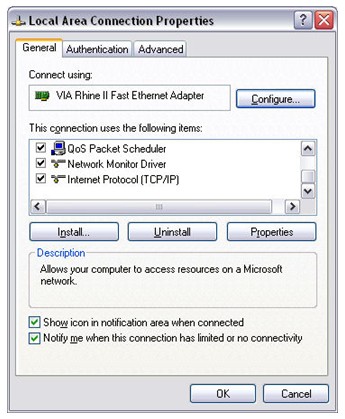 Local Area Connection Properties
General
Authentication
Advanced
Connect using:
VIA Rhine II Fast Ethernet Adapter
Configure...
This connection uses the following items:
QoS Packet Scheduler
Network Monitor Driver
Internet Protocol (TCP/IP)
Install...
Uninstall
Properties
Description
Allows your computer to access resources on a Microsoft
network.
Show icon in notification area when connected
Notify me when this connection has limited or no connectivity
OK
Cancel